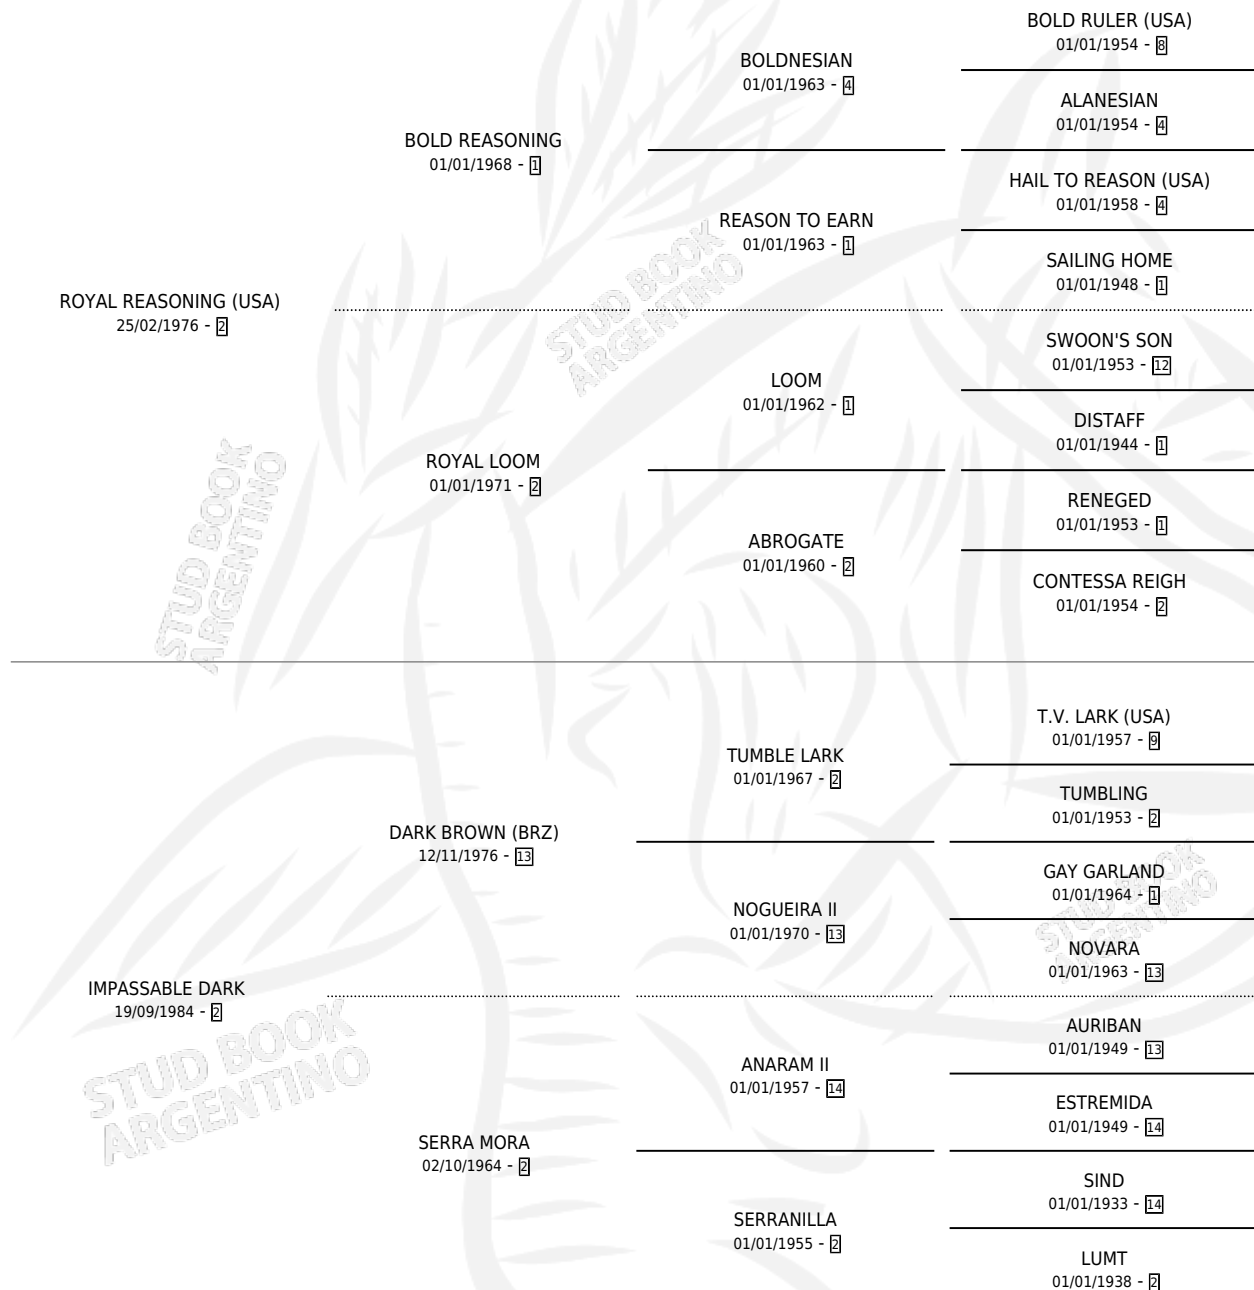 BOLD RULER (USA)
01/01/1954 - 8
BOLDNESIAN
01/01/1963 - 4
ALANESIAN
01/01/1954 - 4
BOLD REASONING
01/01/1968 - 1
HAIL TO REASON (USA)
01/01/1958 - 4
REASON TO EARN
01/01/1963 - 1
SAILING HOME
01/01/1948 - 1
ROYAL REASONING (USA)
25/02/1976 - 2
SWOON'S SON
01/01/1953 - 12
LOOM
01/01/1962 - 1
DISTAFF
01/01/1944 - 1
ROYAL LOOM
01/01/1971 - 2
RENEGED
01/01/1953 - 1
ABROGATE
01/01/1960 - 2
CONTESSA REIGH
01/01/1954 - 2
T.V. LARK (USA)
01/01/1957 - 9
TUMBLE LARK
01/01/1967 - 2
TUMBLING
01/01/1953 - 2
DARK BROWN (BRZ)
12/11/1976 - 13
GAY GARLAND
01/01/1964 - 1
NOGUEIRA II
01/01/1970 - 13
NOVARA
01/01/1963 - 13
IMPASSABLE DARK
19/09/1984 - 2
AURIBAN
01/01/1949 - 13
ANARAM II
01/01/1957 - 14
ESTREMIDA
01/01/1949 - 14
SERRA MORA
02/10/1964 - 2
SIND
01/01/1933 - 14
SERRANILLA
01/01/1955 - 2
LUMT
01/01/1938 - 2
STUD BOOK
ARGENTINO
STUD BOOK
ARGENTINO
STUD BOOK
ARGENTINO
STUD BOOK
ARGENTINO